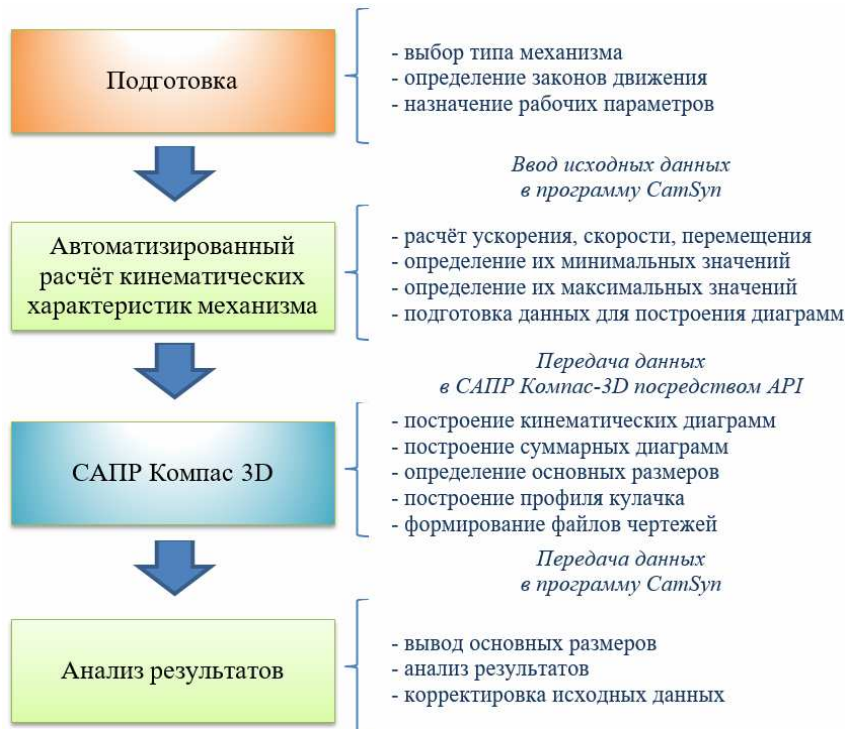 Подготовка
- выбор типа механизма
- определение законов движения
- назначение рабочих параметров
Ввод исходных данных
в программу CamSyn
Автоматизированный
расчёт кинематических
характеристик механизма
- расчёт ускорения, скорости, перемещения
- определение их минимальных значений
- определение их максимальных значений
- подготовка данных для построения диаграмм
Передача данных
в САПР Компас-3D посредством API
САПР Компас 3D
- построение кинематических диаграмм
- построение суммарных диаграмм
- определение основных размеров
- построение профиля кулачка
- формирование файлов чертежей
Передача данных
в программу CamSyn
Анализ результатов
- вывод основных размеров
- анализ результатов
- корректировка исходных данных